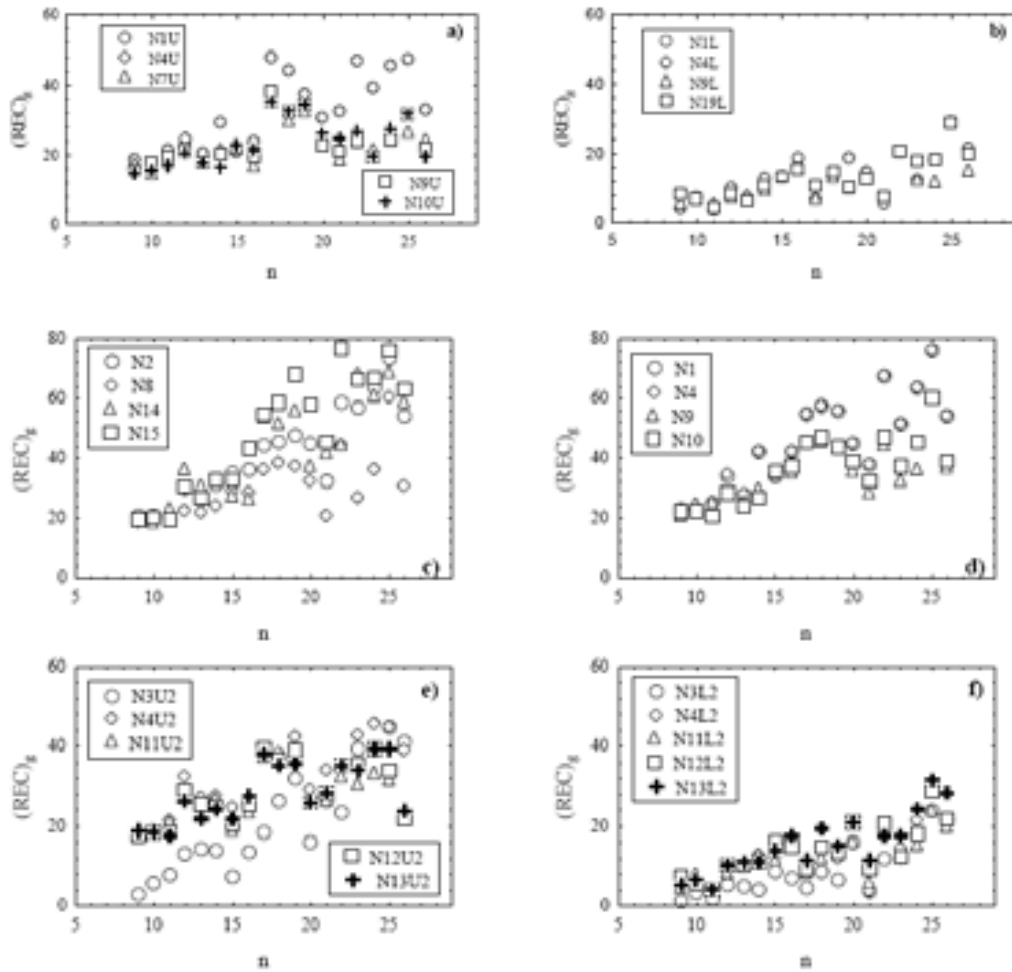 60
40
20
0
(REC)g
N1U
N4U
N7U
a)
N9U
N10U
5 10 15 20 25
n
60
40
20
0
(REC)g
N1L
N4L
N9L
N19L
b)
5 10 15 20 25
n
80
60
40
20
0
(REC)g
N2
N8
N14
N15
c)
5 10 15 20 25
n
80
60
40
20
0
(REC)g
N1
N4
N9
N10
d)
5 10 15 20 25
n
60
40
20
0
(REC)g
N3U2
N4U2
N11U2
e)
N12U2
N13U2
5 10 15 20 25
n
60
40
20
0
(REC)g
N3L2
N4L2
N11L2
N12L2
N13L2
f)
5 10 15 20 25
n